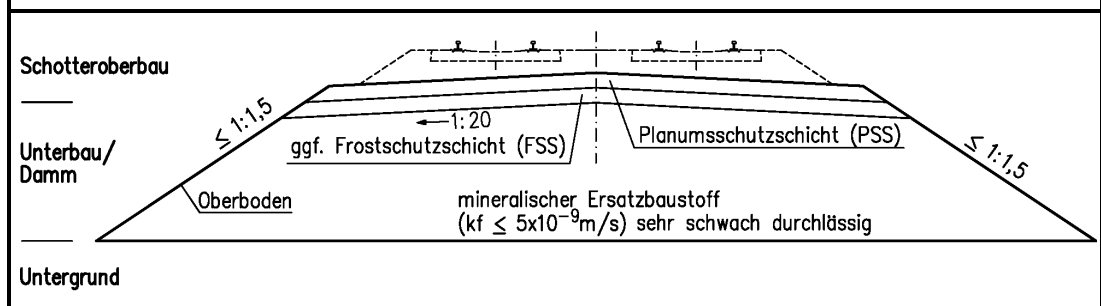 Schotteroberbau
≤ 1:1,5
1:20
ggf. Frostschutzschicht (FSS)
Planumsschutzschicht (PSS)
≤ 1:1,5
Unterbau/
Damm
Oberboden
mineralischer Ersatzbaustoff
(kf ≤ 5x10⁻⁹m/s) sehr schwach durchlässig
Untergrund